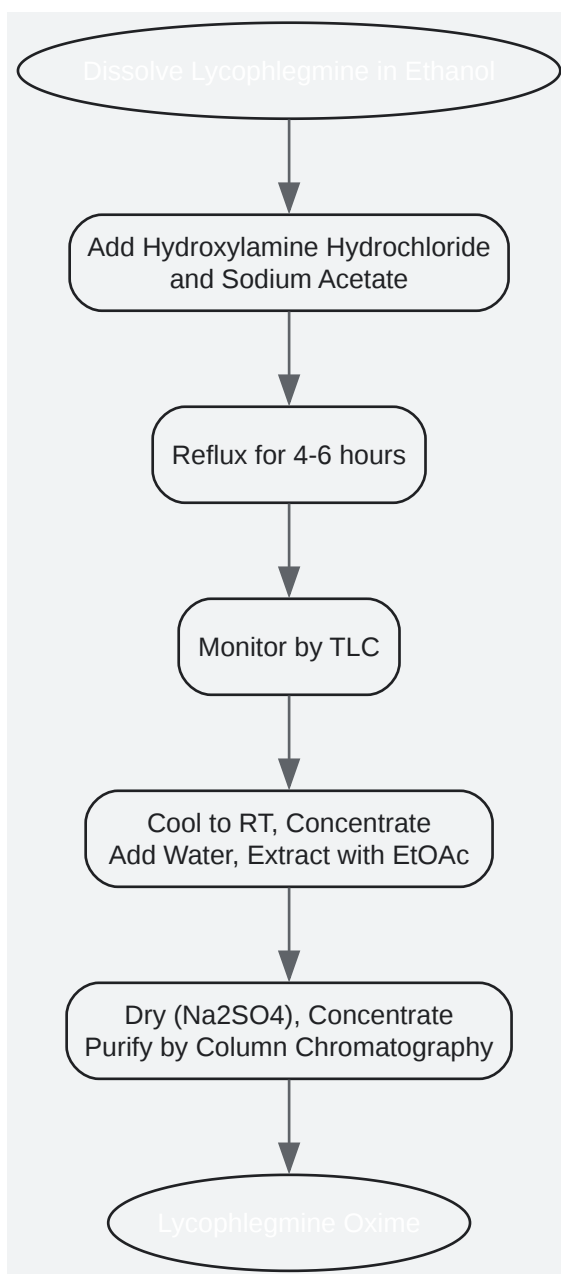 Dissolve Lycophlegmine in Ethanol
Add Hydroxylamine Hydrochloride
and Sodium Acetate
Reflux for 4-6 hours
Monitor by TLC
Cool to RT, Concentrate
Add Water, Extract with EtOAc
Dry (Na2SO4), Concentrate
Purify by Column Chromatography
Lycophlegmine Oxime